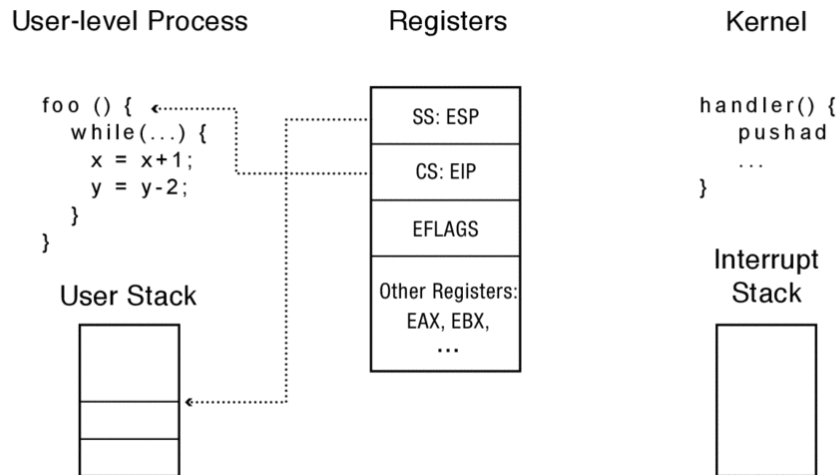 User-level Process
foo () {
while(...) {
x = x+1;
y = y-2;
}
}
User Stack
Registers
SS: ESP
CS: EIP
EFLAGS
Other Registers:
EAX, EBX,
...
Kernel
handler() {
pushad
...
}
Interrupt
Stack